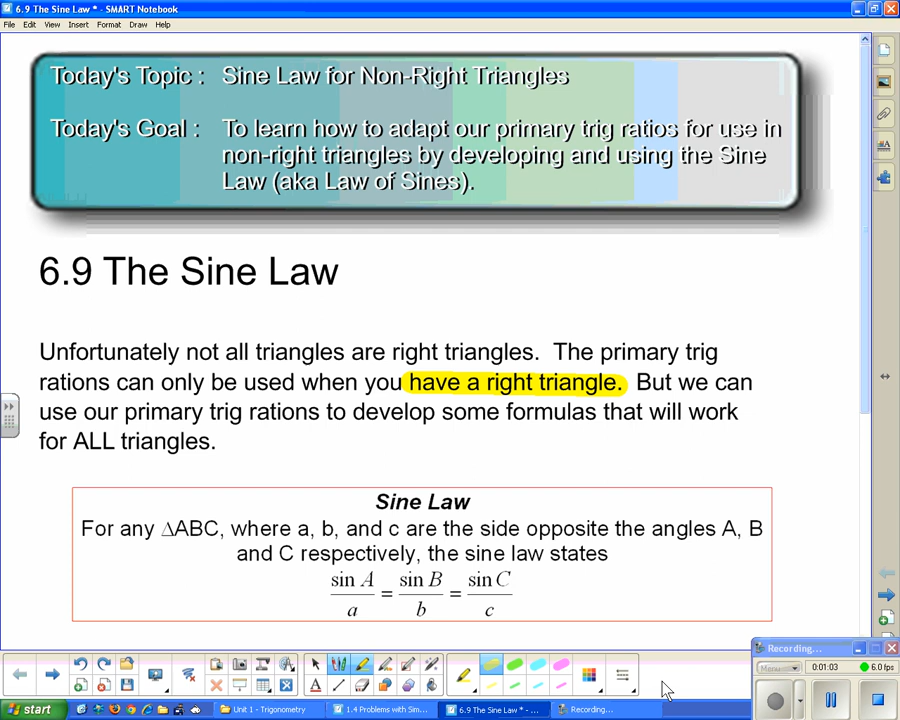 6.9 The Sine Law * - SMART Notebook
File Edit View Insert Format Draw Help
Today's Topic : Sine Law for Non-Right Triangles
Today's Goal : To learn how to adapt our primary trig ratios for use in
non-right triangles by developing and using the Sine
Law (aka Law of Sines).
6.9 The Sine Law
Unfortunately not all triangles are right triangles. The primary trig
rations can only be used when you have a right triangle. But we can
use our primary trig rations to develop some formulas that will work
for ALL triangles.
Sine Law
For any ∆ABC, where a, b, and c are the side opposite the angles A, B
and C respectively, the sine law states
sin A / a = sin B / b = sin C / c
Recording...
Menu 0:01:03 6.0 fps
start Unit 1 - Trigonometry 1.4 Problems with Sim... 6.9 The Sine Law * - ... Recording...